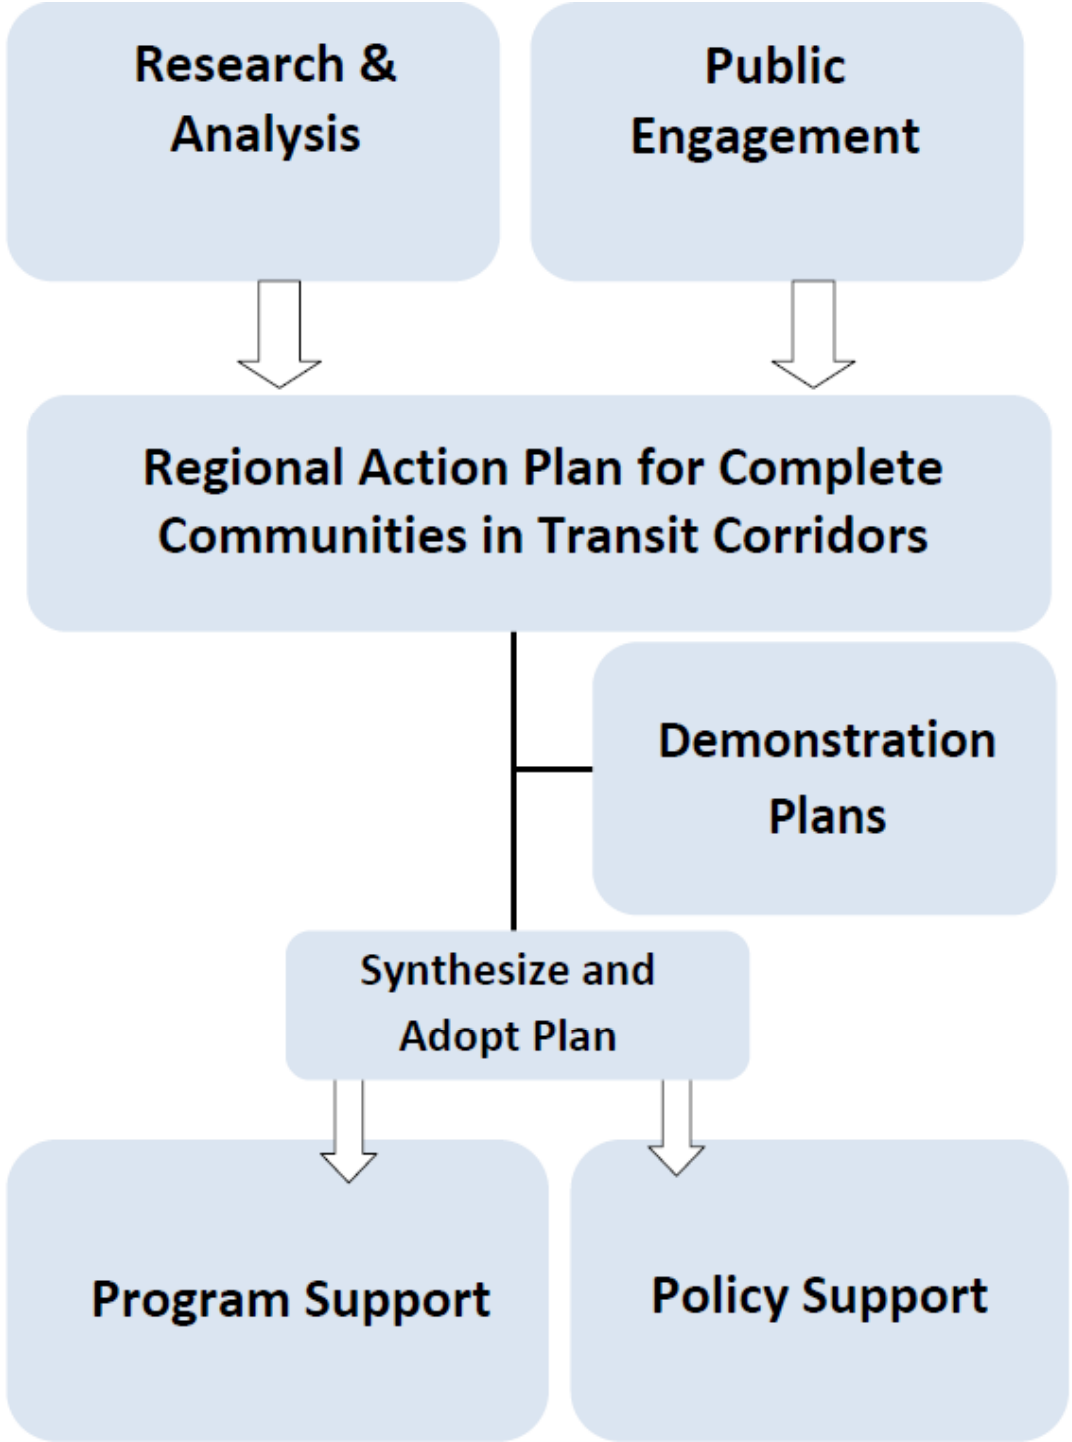 Research &
Analysis
Public
Engagement
Regional Action Plan for Complete
Communities in Transit Corridors
Demonstration
Plans
Synthesize and
Adopt Plan
Program Support
Policy Support